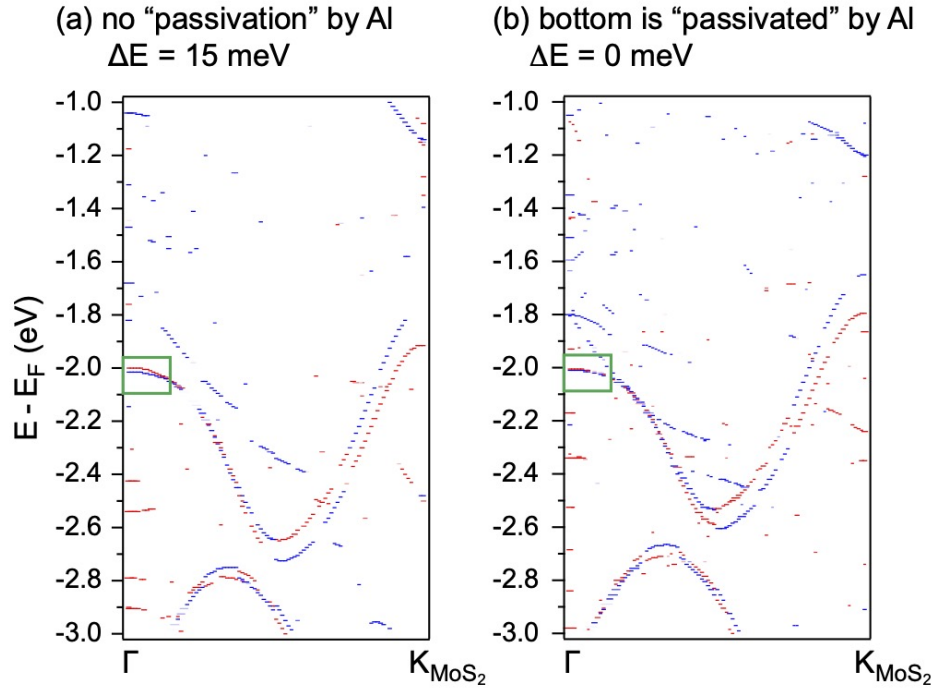 (a) no “passivation” by Al
ΔE = 15 meV
(b) bottom is “passivated” by Al
ΔE = 0 meV
E - E_F (eV)
-1.0
-1.2
-1.4
-1.6
-1.8
-2.0
-2.2
-2.4
-2.6
-2.8
-3.0
Γ
K_MoS₂
-1.0
-1.2
-1.4
-1.6
-1.8
-2.0
-2.2
-2.4
-2.6
-2.8
-3.0
Γ
K_MoS₂